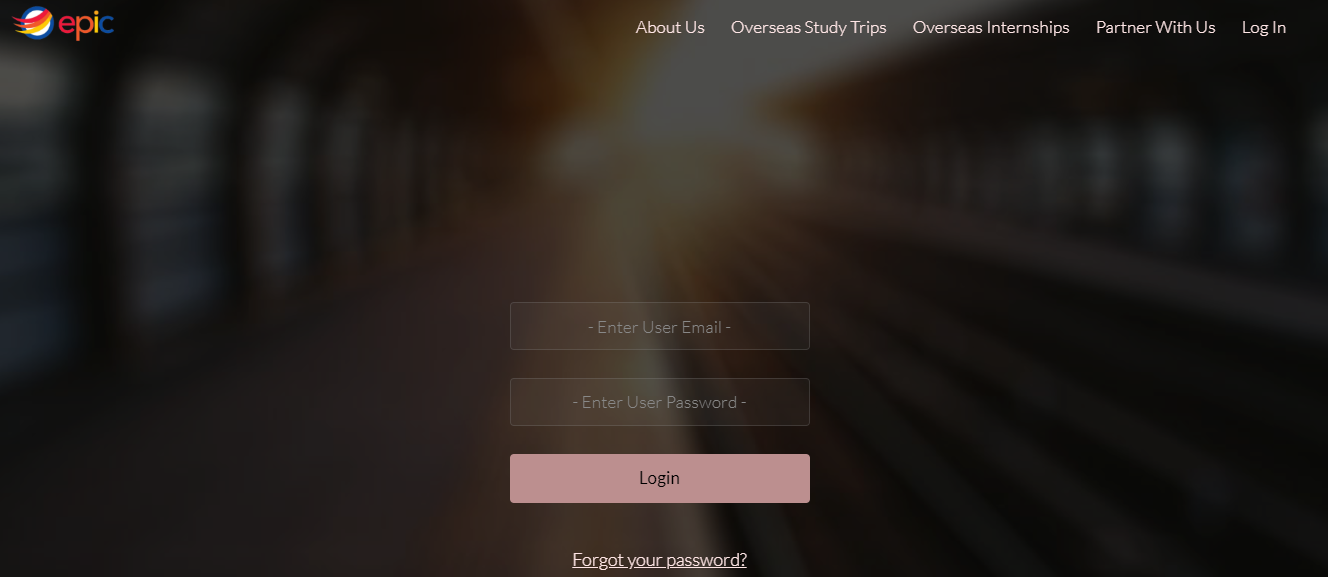 epic
About Us Overseas Study Trips Overseas Internships Partner With Us Log In
- Enter User Email -
- Enter User Password -
Login
Forgot your password?